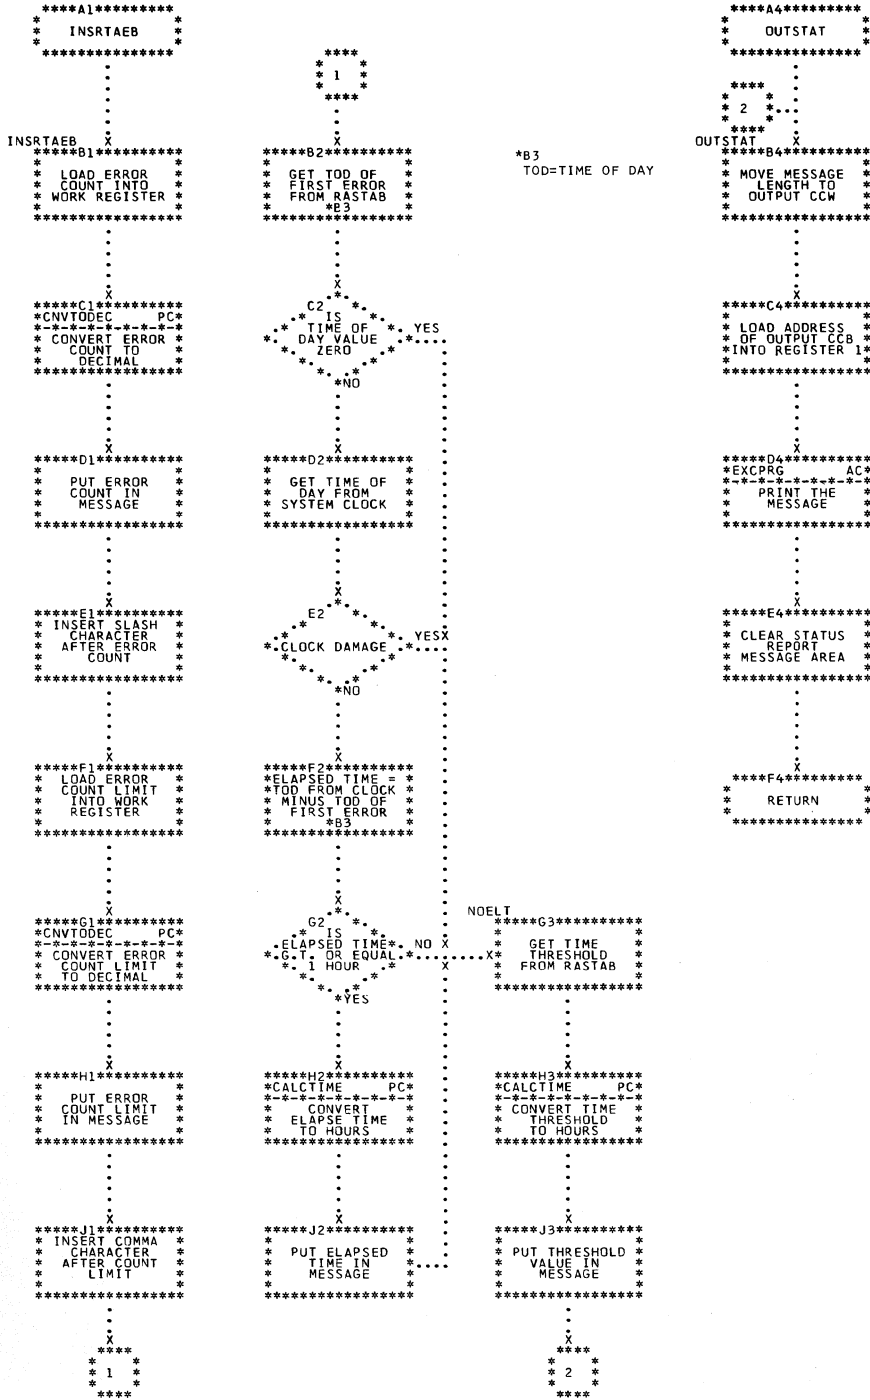 ****A1*********
INSRTAEB
INSRTAEB
*****B1**********
LOAD ERROR
COUNT INTO
WORK REGISTER
*****C1**********
*CNVTODEC PC*
*-*-*-*-*-*-*-*-*
CONVERT ERROR
COUNT TO
DECIMAL
*****D1**********
PUT ERROR
COUNT IN
MESSAGE
*****E1**********
INSERT SLASH
CHARACTER
AFTER ERROR
COUNT
*****F1**********
LOAD ERROR
COUNT LIMIT
INTO WORK
REGISTER
*****G1**********
*CNVTODEC PC*
*-*-*-*-*-*-*-*-*
CONVERT ERROR
COUNT LIMIT
TO DECIMAL
*****H1**********
PUT ERROR
COUNT LIMIT
IN MESSAGE
*****J1**********
INSERT COMMA
CHARACTER
AFTER COUNT
LIMIT
1
1
*****B2**********
GET TOD OF
FIRST ERROR
FROM RASTAB
*B3
C2
IS
TIME OF
DAY VALUE
ZERO
YES
*NO
*****D2**********
GET TIME OF
DAY FROM
SYSTEM CLOCK
E2
CLOCK DAMAGE
YES
*NO
*****F2**********
*ELAPSED TIME = *
*TOD FROM CLOCK *
MINUS TOD OF
FIRST ERROR
*B3
G2
IS
ELAPSED TIME
G.T. OR EQUAL
1 HOUR
NO
*YES
*****H2**********
*CALCTIME PC*
*-*-*-*-*-*-*-*-*
CONVERT
ELAPSE TIME
TO HOURS
*****J2**********
PUT ELAPSED
TIME IN
MESSAGE
*B3
TOD=TIME OF DAY
NOELT
*****G3**********
GET TIME
THRESHOLD
FROM RASTAB
*****H3**********
*CALCTIME PC*
*-*-*-*-*-*-*-*-*
CONVERT TIME
THRESHOLD
TO HOURS
*****J3**********
PUT THRESHOLD
VALUE IN
MESSAGE
2
****A4*********
OUTSTAT
2
OUTSTAT
*****B4**********
MOVE MESSAGE
LENGTH TO
OUTPUT CCW
*****C4**********
LOAD ADDRESS
OF OUTPUT CCB
*INTO REGISTER 1*
*****D4**********
*EXCPRG AC*
*-*-*-*-*-*-*-*-*
PRINT THE
MESSAGE
*****E4**********
CLEAR STATUS
REPORT
MESSAGE AREA
****F4*********
RETURN